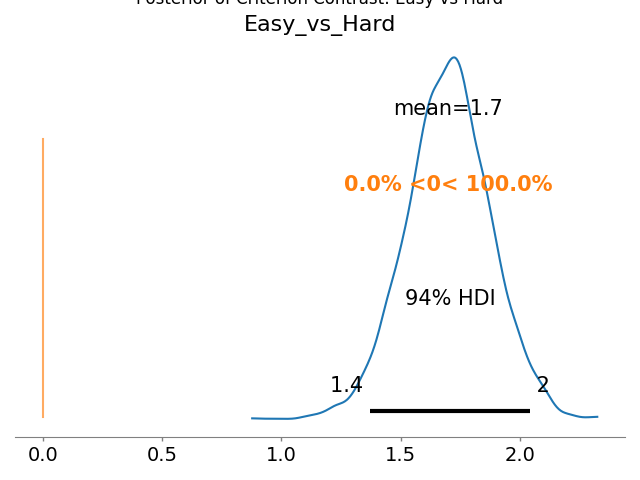 Posterior of Criterion Contrast: Easy vs Hard
Easy_vs_Hard
mean=1.7
0.0% <0< 100.0%
94% HDI
1.4 2
0.0 0.5 1.0 1.5 2.0